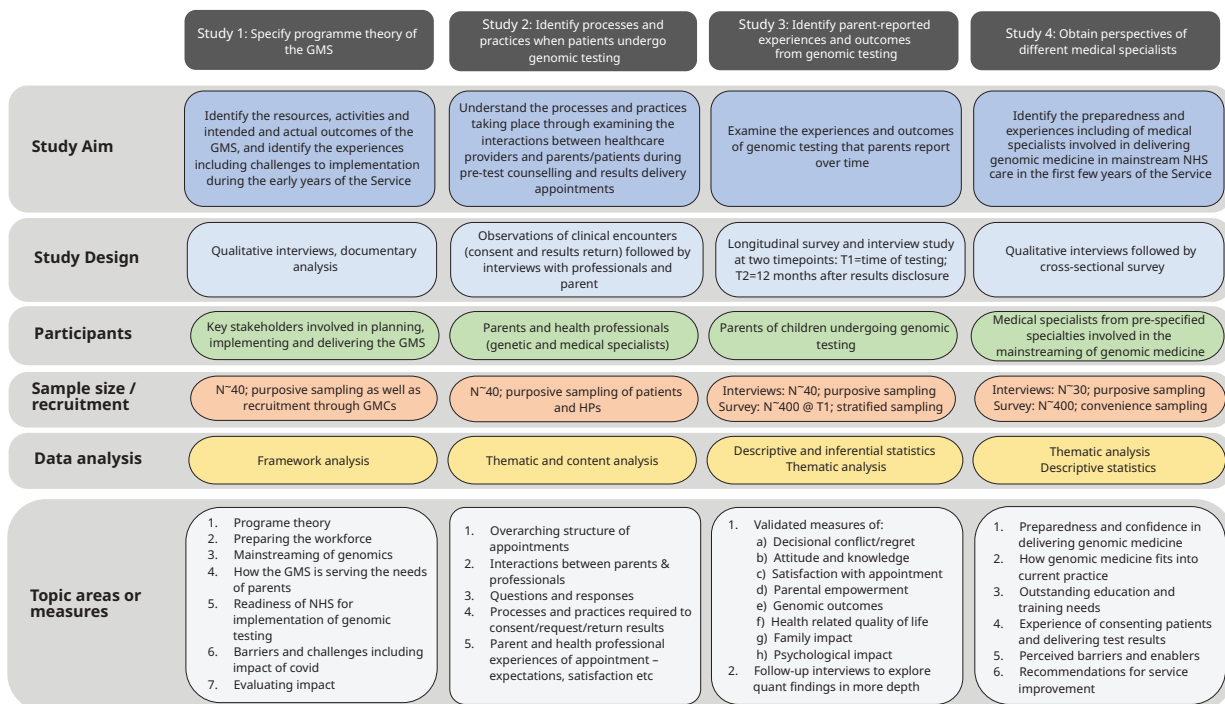 Study 1: Specify programme theory
of the GMS
Study 2: Identify processes and
practices when patients undergo
genomic testing
Study 3: Identify parent-reported
experiences and outcomes
from genomic testing
Study 4: Obtain perspectives of
different medical specialists
Study Aim
Identify the resources, activities and
intended and actual outcomes of the
GMS, and identify the experiences
including challenges to implementation
during the early years of the Service
Understand the processes and practices
taking place through examining the
interactions between healthcare
providers and parents/patients during
pre-test counselling and results delivery
appointments
Examine the experiences and outcomes
of genomic testing that parents report
over time
Identify the preparedness and
experiences including of medical
specialists involved in delivering
genomic medicine in mainstream NHS
care in the first few years of the Service
Study Design
Qualitative interviews, documentary
analysis
Observations of clinical encounters
(consent and results return) followed by
interviews with professionals and
parent
Longitudinal survey and interview study
at two timepoints: T1=time of testing;
T2=12 months after results disclosure
Qualitative interviews followed by
cross-sectional survey
Participants
Key stakeholders involved in planning,
implementing and delivering the GMS
Parents and health professionals
(genetic and medical specialists)
Parents of children undergoing genomic
testing
Medical specialists from pre-specified
specialties involved in the
mainstreaming of genomic medicine
Sample size /
recruitment
N~40; purposive sampling as well as
recruitment through GMCs
N~40; purposive sampling of patients
and HPs
Interviews: N~40; purposive sampling
Survey: N~400 @ T1; stratified sampling
Interviews: N~30; purposive sampling
Survey: N~400; convenience sampling
Data analysis
Framework analysis
Thematic and content analysis
Descriptive and inferential statistics
Thematic analysis
Thematic analysis
Descriptive statistics
Topic areas or
measures
1. Programe theory
2. Preparing the workforce
3. Mainstreaming of genomics
4. How the GMS is serving the needs
of parents
5. Readiness of NHS for
implementation of genomic
testing
6. Barriers and challenges including
impact of covid
7. Evaluating impact
1. Overarching structure of
appointments
2. Interactions between parents &
professionals
3. Questions and responses
4. Processes and practices required to
consent/request/return results
5. Parent and health professional
experiences of appointment –
expectations, satisfaction etc
1. Validated measures of:
a) Decisional conflict/regret
b) Attitude and knowledge
c) Satisfaction with appointment
d) Parental empowerment
e) Genomic outcomes
f) Health related quality of life
g) Family impact
h) Psychological impact
2. Follow-up interviews to explore
quant findings in more depth
1. Preparedness and confidence in
delivering genomic medicine
2. How genomic medicine fits into
current practice
3. Outstanding education and
training needs
4. Experience of consenting patients
and delivering test results
5. Perceived barriers and enablers
6. Recommendations for service
improvement